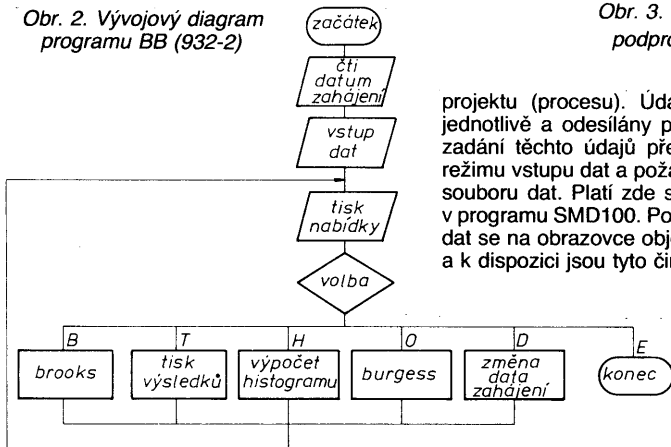 Obr. 2. Vývojový diagram
programu BB (932-2)
začátek
čti
datum
zahájení
vstup
dat
tisk
nabídky
volba
B
T
H
O
D
E
brooks
tisk
výsledků
výpočet
histogramu
burgess
změna
data
zahájení
konec
Obr. 3.
podpro
projektu (procesu). Úda
jednotlivě a odesílány p
zadání těchto údajů pře
režimu vstupu dat a požá
souboru dat. Platí zde s
v programu SMD100. Po
dat se na obrazovce obj
a k dispozici jsou tyto čin